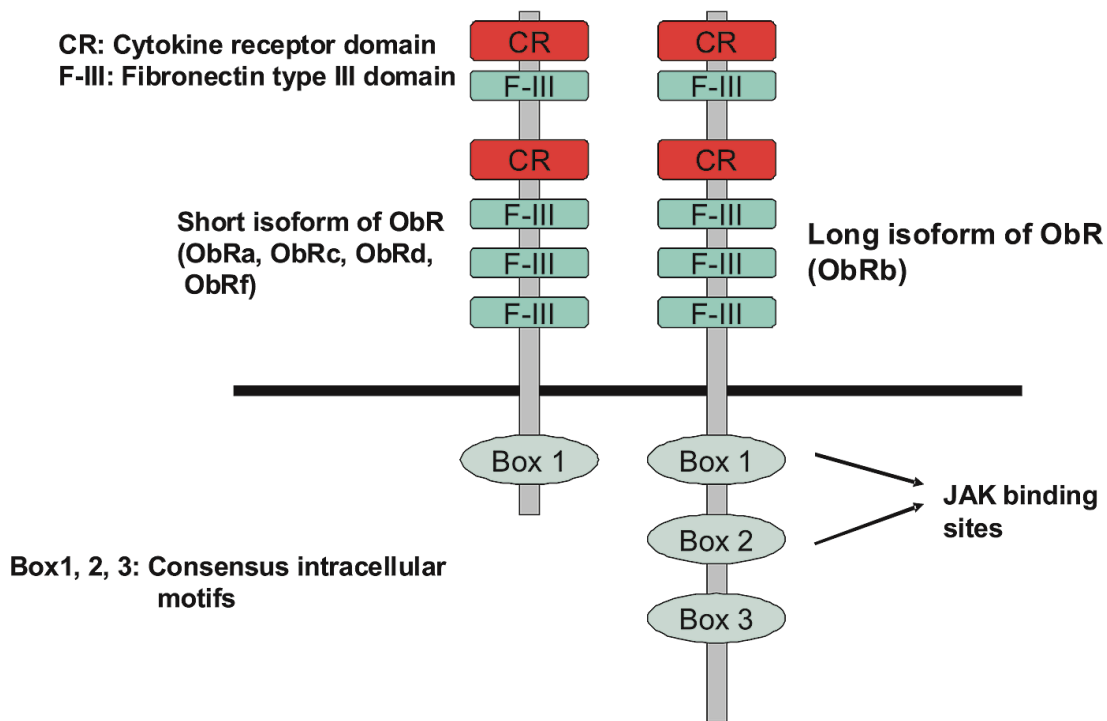 CR: Cytokine receptor domain
F-III: Fibronectin type III domain
CR
CR
F-III
F-III
CR
CR
Short isoform of ObR
(ObRa, ObRc, ObRd,
ObRf)
F-III
F-III
F-III
F-III
F-III
F-III
Long isoform of ObR
(ObRb)
Box 1
Box 1
Box 2
Box 3
JAK binding
sites
Box1, 2, 3: Consensus intracellular
motifs